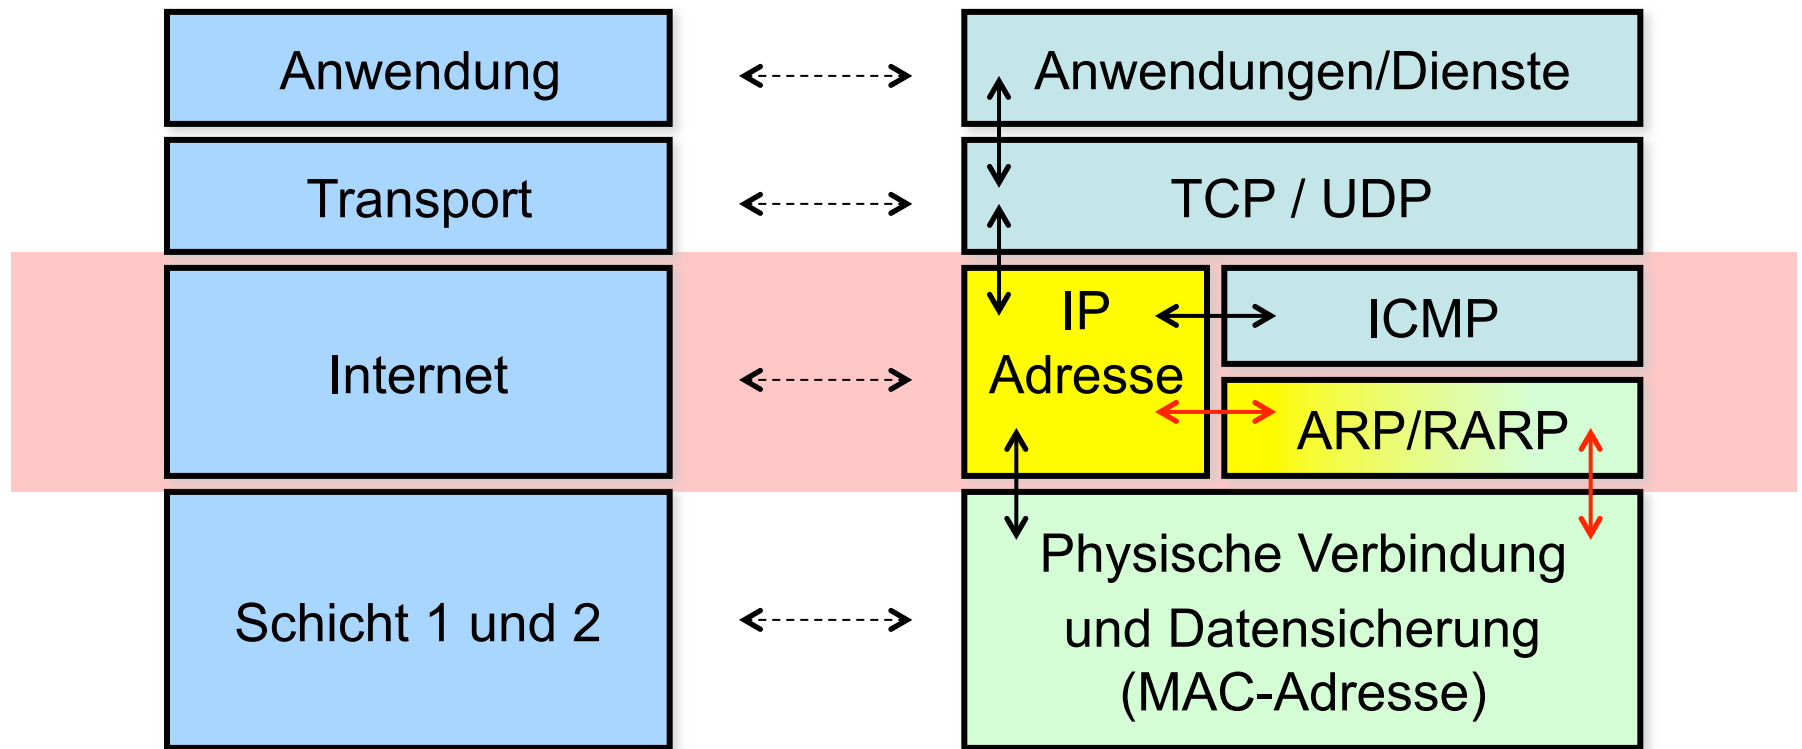 Anwendung
Anwendungen/Dienste
Transport
TCP / UDP
Internet
IP
Adresse
ICMP
ARP/RARP
Schicht 1 und 2
Physische Verbindung
und Datensicherung
(MAC-Adresse)